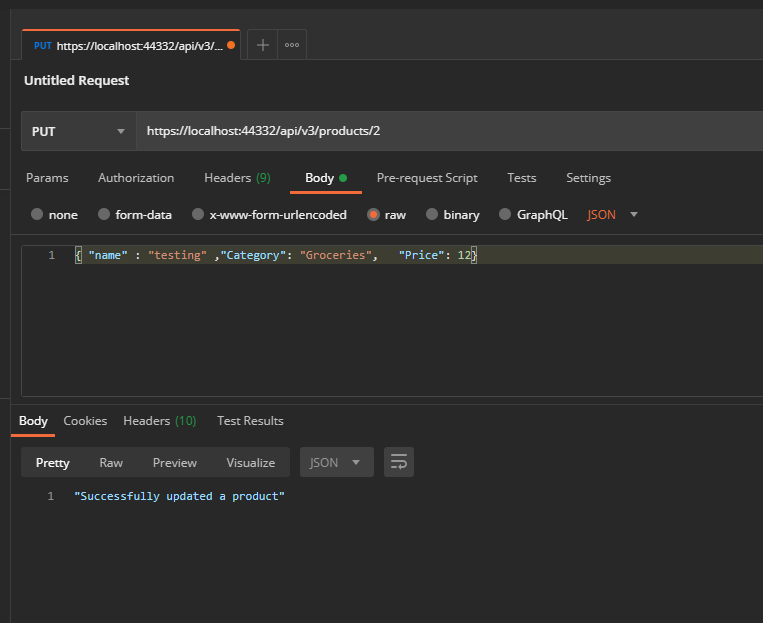 PUT https://localhost:44332/api/v3/...
Untitled Request
PUT https://localhost:44332/api/v3/products/2
Params Authorization Headers (9) Body Pre-request Script Tests Settings
none form-data x-www-form-urlencoded raw binary GraphQL JSON
1 { "name" : "testing" ,"Category": "Groceries",   "Price": 12}
Body Cookies Headers (10) Test Results
Pretty Raw Preview Visualize JSON
1 "Successfully updated a product"